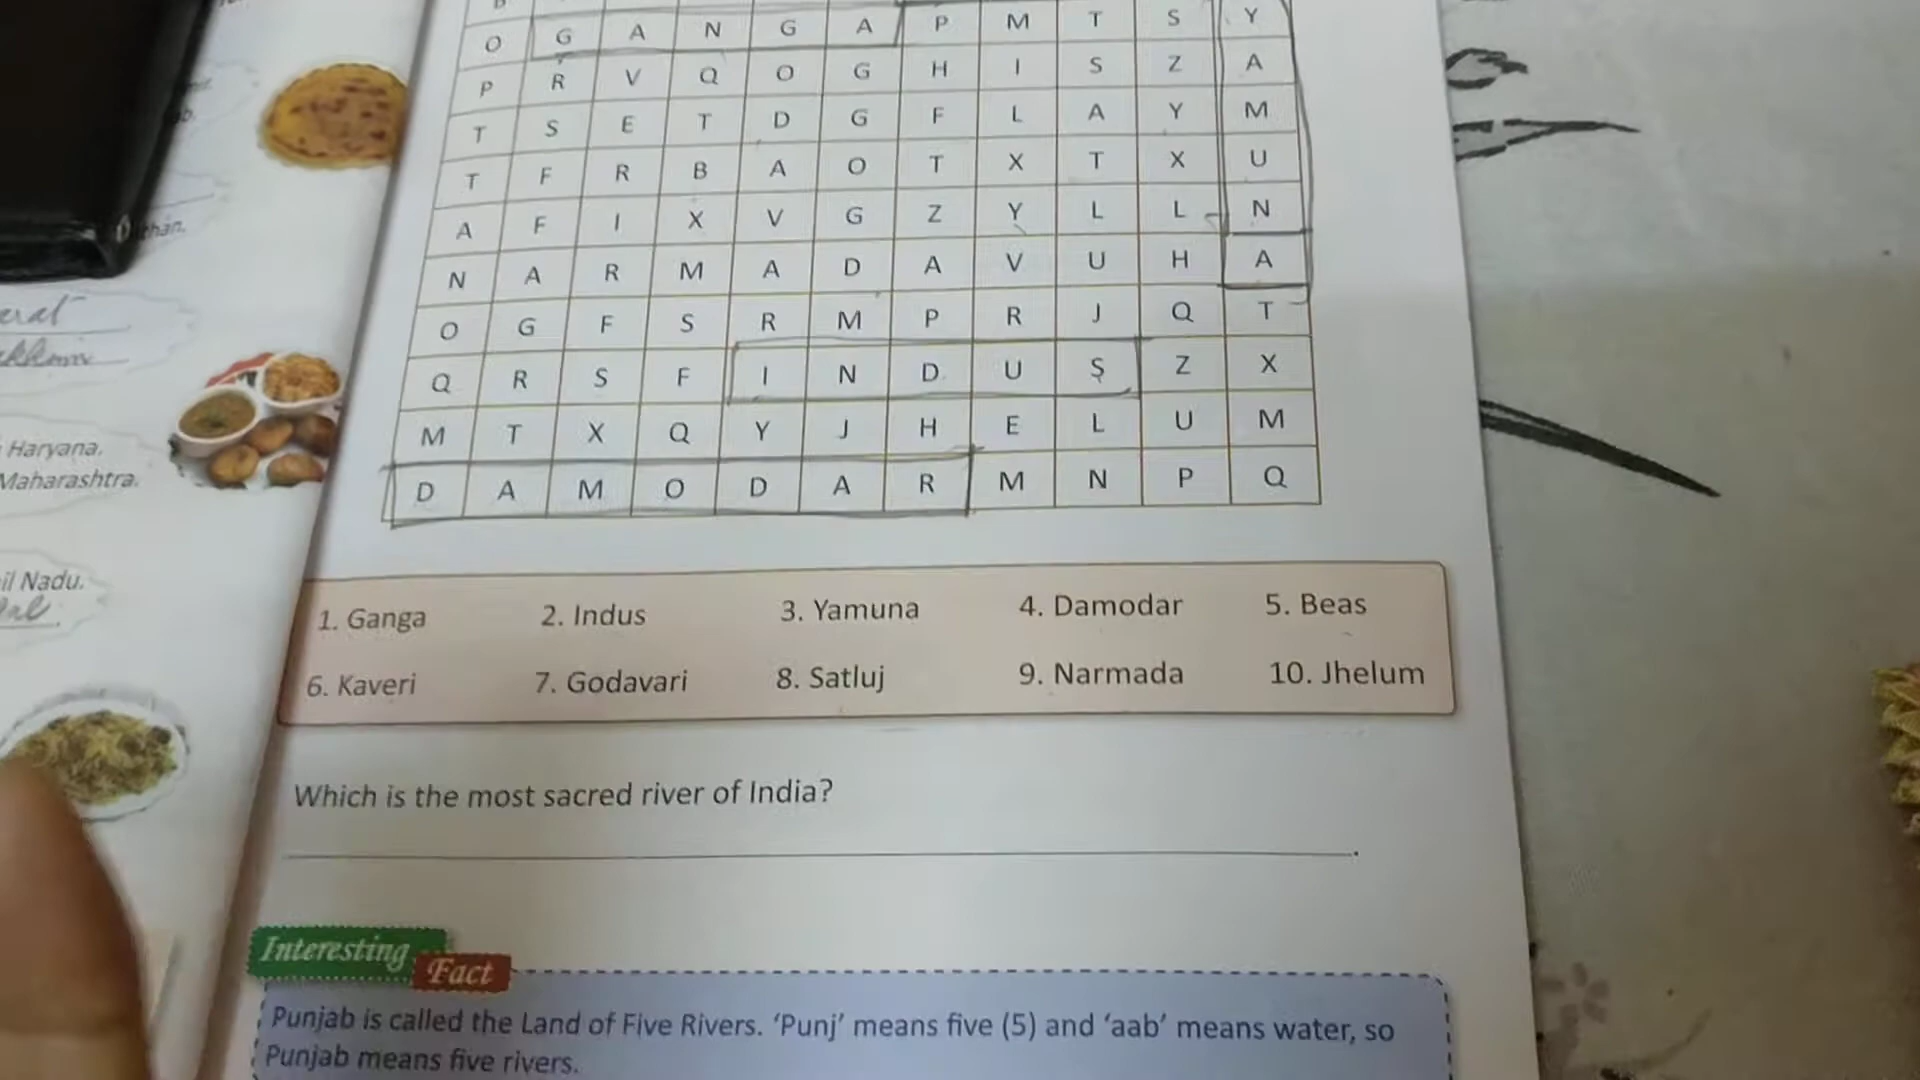 O G A N G A P M T S Y
P R V Q O G H I S Z A
T S E T D G F L A Y M
T F R B A O T X T X U
A F I X V G Z Y L L N
N A R M A D A V U H A
O G F S R M P R J Q T
Q R S F I N D U S Z X
M T X Q Y J H E L U M
D A M O D A R M N P Q
Haryana.
Maharashtra.
il Nadu.
1. Ganga 2. Indus 3. Yamuna 4. Damodar 5. Beas
6. Kaveri 7. Godavari 8. Satluj 9. Narmada 10. Jhelum
Which is the most sacred river of India?
Interesting
Fact
Punjab is called the Land of Five Rivers. ‘Punj’ means five (5) and ‘aab’ means water, so
Punjab means five rivers.